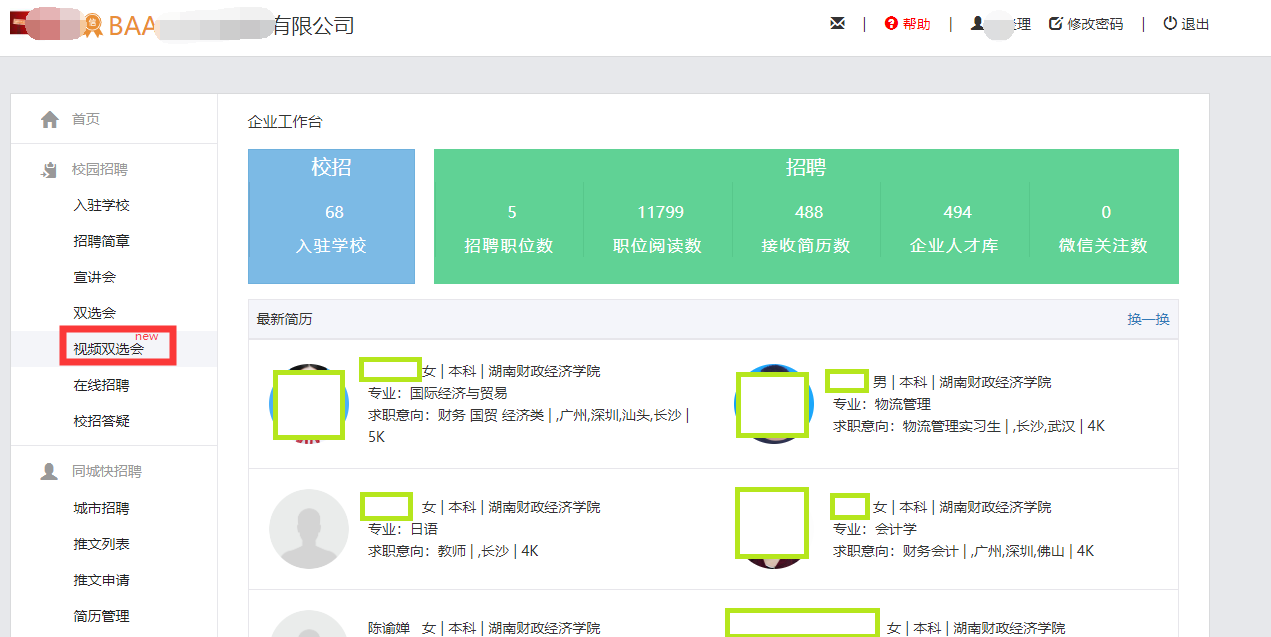 BAA 有限公司
| 帮助 | 理 修改密码 | 退出
首页
校园招聘
入驻学校
招聘简章
宣讲会
双选会
视频双选会 new
在线招聘
校招答疑
同城快招聘
城市招聘
推文列表
推文申请
简历管理
企业工作台
校招
68
入驻学校
招聘
5 11799 488 494 0
招聘职位数 职位阅读数 接收简历数 企业人才库 微信关注数
最新简历 换一换
女 | 本科 | 湖南财政经济学院
专业：国际经济与贸易
求职意向：财务 国贸 经济类 | ,广州,深圳,汕头,长沙 |
5K
男 | 本科 | 湖南财政经济学院
专业：物流管理
求职意向：物流管理实习生 | ,长沙,武汉 | 4K
女 | 本科 | 湖南财政经济学院
专业：日语
求职意向：教师 | ,长沙 | 4K
女 | 本科 | 湖南财政经济学院
专业：会计学
求职意向：财务会计 | ,广州,深圳,佛山 | 4K
陈谕婵 女 | 本科 | 湖南财政经济学院
女 | 本科 | 湖南财政经济学院